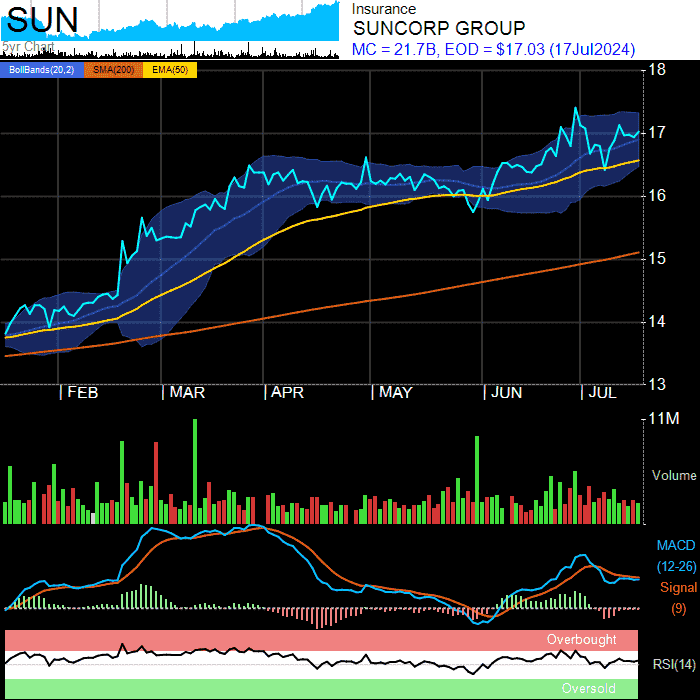 SUN
5yr Chart
Insurance
SUNCORP GROUP
MC = 21.7B, EOD = $17.03 (17Jul2024)
BollBands(20,2) SMA(200) EMA(50)
18
17
16
15
14
13
FEB MAR APR MAY JUN JUL
11M
Volume
MACD
(12-26)
Signal
(9)
Overbought
RSI(14)
Oversold